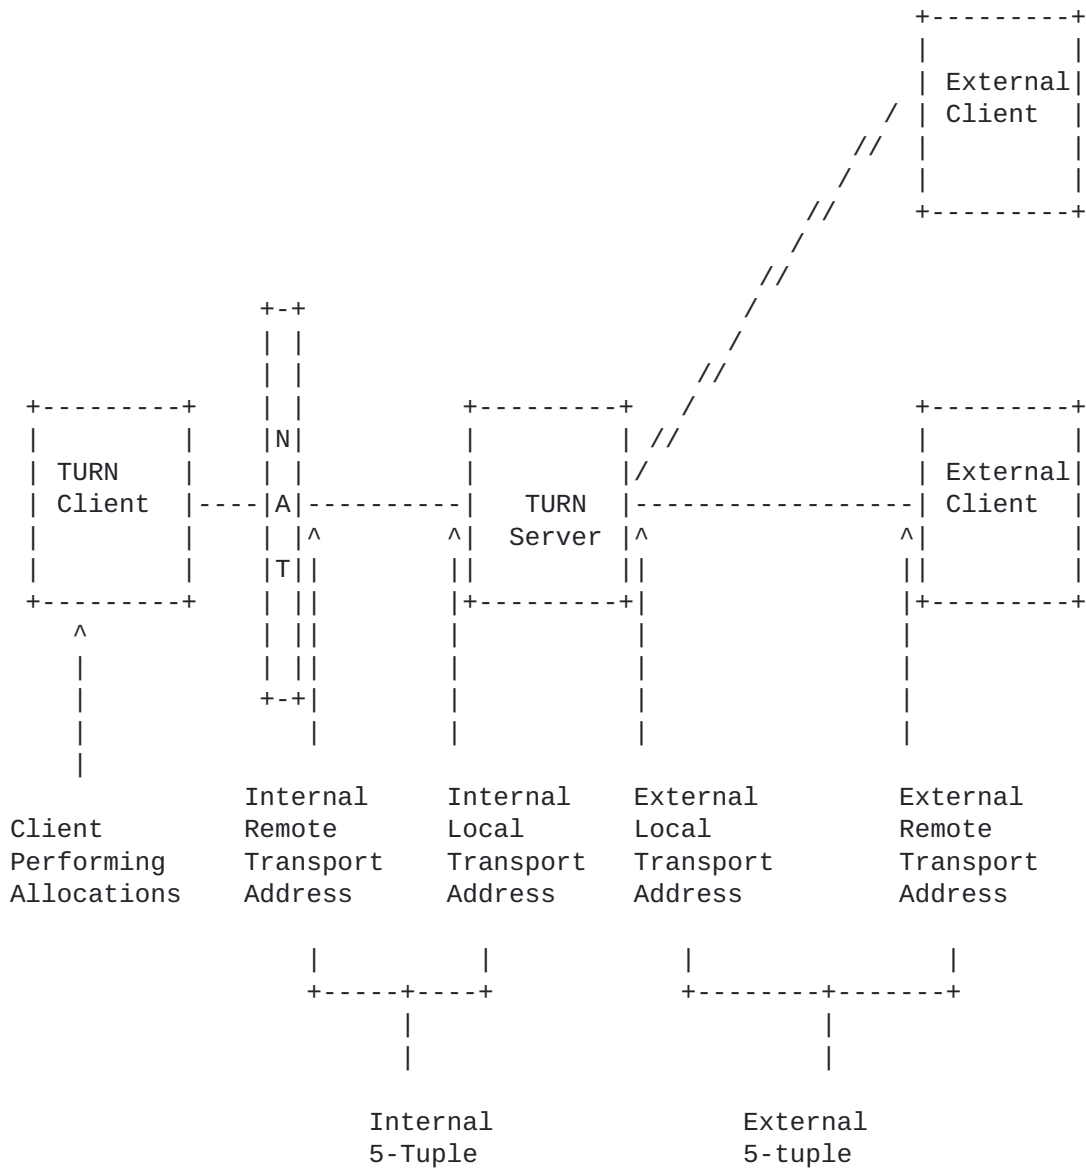 External
Client
N
TURN
Client
A
TURN
Server
T
External
Client
Client
Performing
Allocations
Internal
Remote
Transport
Address
Internal
Local
Transport
Address
External
Local
Transport
Address
External
Remote
Transport
Address
Internal
5-Tuple
External
5-tuple